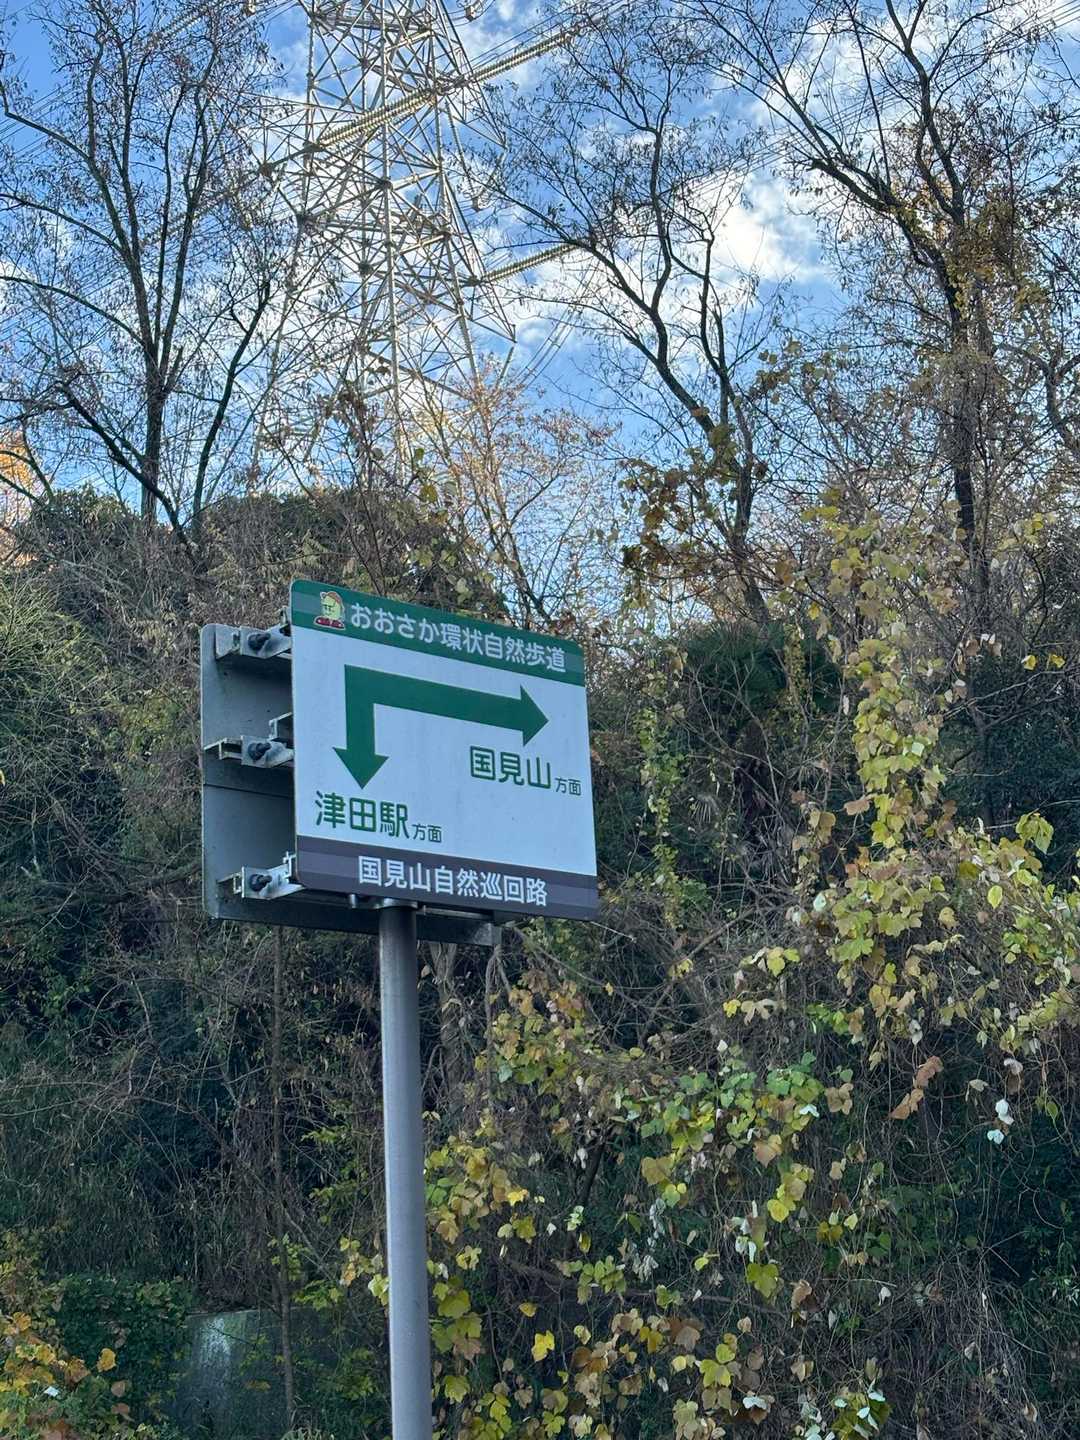 おおさか環状自然歩道
国見山方面
津田駅方面
国見山自然巡回路